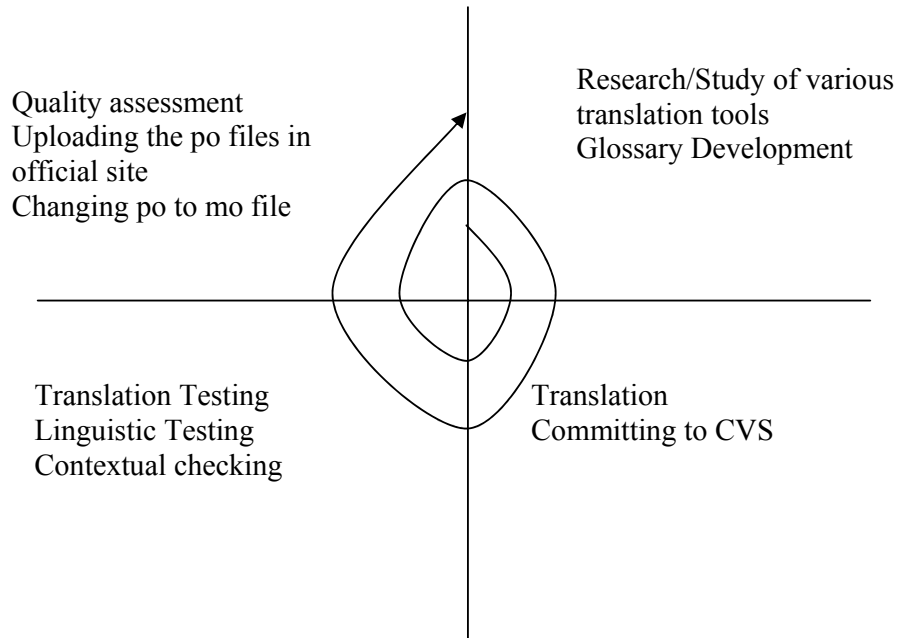 Quality assessment
Uploading the po files in
official site
Changing po to mo file
Research/Study of various
translation tools
Glossary Development
Translation Testing
Linguistic Testing
Contextual checking
Translation
Committing to CVS